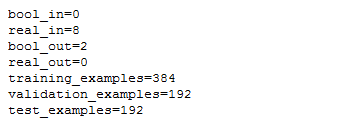 bool_in=0
real_in=8
bool_out=2
real_out=0
training_examples=384
validation_examples=192
test_examples=192